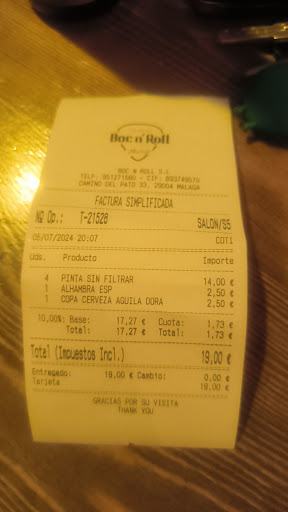 Boc n' Roll
BOC N ROLL S.L
TELF: 951271580 - CIF: B93749570
CAMINO DEL PATO 33, 29004 MALAGA
FACTURA SIMPLIFICADA
Nº Op.: T-21528 SALON/S5
05/07/2024 20:07 COT1
Uds. Producto Importe
4 PINTA SIN FILTRAR 14,00 €
1 ALHAMBRA ESP 2,50 €
1 COPA CERVEZA AGUILA DORA 2,50 €
10,00%: Base: 17,27 € Cuota: 1,73 €
Total: 17,27 € Total: 1,73 €
Total (Impuestos Incl.) 19,00 €
Entregado: 19,00 € Cambio: 0,00 €
Tarjeta 19,00 €
GRACIAS POR SU VISITA
THANK YOU